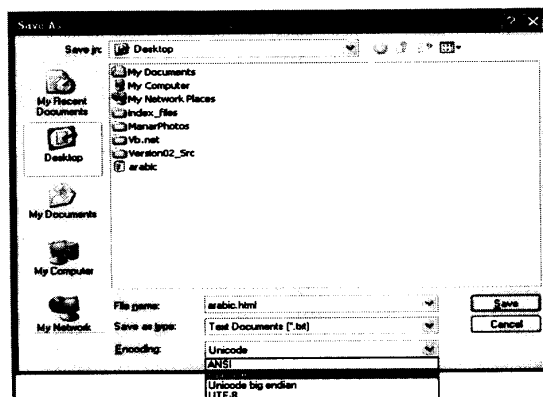 Save As
Save in:
Desktop
My Recent
Documents
Desktop
My Documents
My Computer
My Network
My Documents
My Computer
My Network Places
index_files
ManarPhotos
Vb.net
Version02_Src
arabic
File name:
arabic.html
Save
Save as type:
Text Documents (*.txt)
Cancel
Encoding:
Unicode
ANSI
Unicode big endian
UTF-8